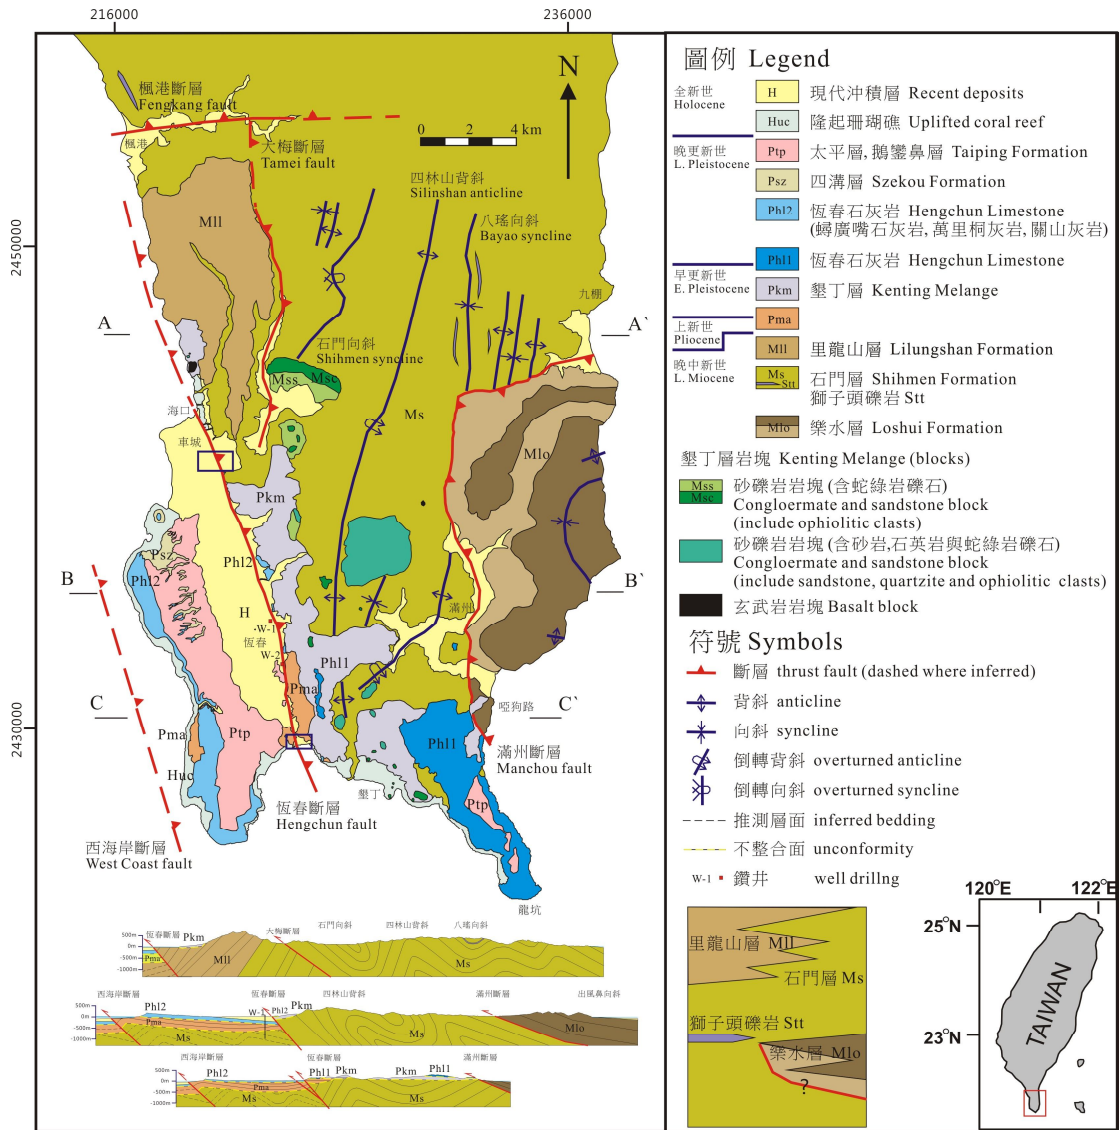 216000
236000
2450000
2430000
楓港斷層
Fengkang fault
楓港
大梅斷層
Tamei fault
N
0 2 4 km
四林山背斜
Silinshan anticline
八瑤向斜
Bayao syncline
Mll
九棚
A
A`
石門向斜
Shihmen syncline
Mss
Msc
Ms
海口
車城
Mlo
Pkm
Psz
Phl2
Phl2
B
B`
H
滿州
W-1
恆春
W-2
Phl1
Pma
C
C`
啞狗路
Pma
Ptp
Phl1
Huc
滿州斷層
Manchou fault
墾丁
Ptp
恆春斷層
Hengchun fault
西海岸斷層
West Coast fault
龍坑
圖例 Legend
全新世
Holocene
H 現代沖積層 Recent deposits
Huc 隆起珊瑚礁 Uplifted coral reef
晚更新世
L. Pleistocene
Ptp 太平層, 鵝鑾鼻層 Taiping Formation
Psz 四溝層 Szekou Formation
Phl2 恆春石灰岩 Hengchun Limestone
(蟳廣嘴石灰岩, 萬里桐灰岩, 關山灰岩)
Phl1 恆春石灰岩 Hengchun Limestone
早更新世
E. Pleistocene
Pkm 墾丁層 Kenting Melange
Pma
上新世
Pliocene
Mll 里龍山層 Lilungshan Formation
晚中新世
L. Miocene
Ms Stt 石門層 Shihmen Formation
獅子頭礫岩 Stt
Mlo 樂水層 Loshui Formation
墾丁層岩塊 Kenting Melange (blocks)
Mss 砂礫岩岩塊 (含蛇綠岩礫石)
Msc Congloermate and sandstone block
(include ophiolitic clasts)
砂礫岩岩塊 (含砂岩,石英岩與蛇綠岩礫石)
Congloermate and sandstone block
(include sandstone, quartzite and ophiolitic clasts)
玄武岩岩塊 Basalt block
符號 Symbols
斷層 thrust fault (dashed where inferred)
背斜 anticline
向斜 syncline
倒轉背斜 overturned anticline
倒轉向斜 overturned syncline
推測層面 inferred bedding
不整合面 unconformity
W-1 鑽井 well drillng
恆春斷層
Pkm
大梅斷層
石門向斜
四林山背斜
八瑤向斜
500m
0m
-500m
-1000m
Pma
Mll
Ms
西海岸斷層
Phl2
恆春斷層
W-1
Phl2
Pkm
四林山背斜
滿州斷層
出風鼻向斜
500m
0m
-500m
-1000m
Pma
Ms
Ms
Mlo
西海岸斷層
Phl2
恆春斷層
Phl1
Pkm
Pkm
Phl1
滿州斷層
500m
0m
-500m
-1000m
Pma
Ms
Ms
里龍山層 Mll
石門層 Ms
獅子頭礫岩 Stt
樂水層 Mlo
?
120°E
122°E
25°N
23°N
TAIWAN